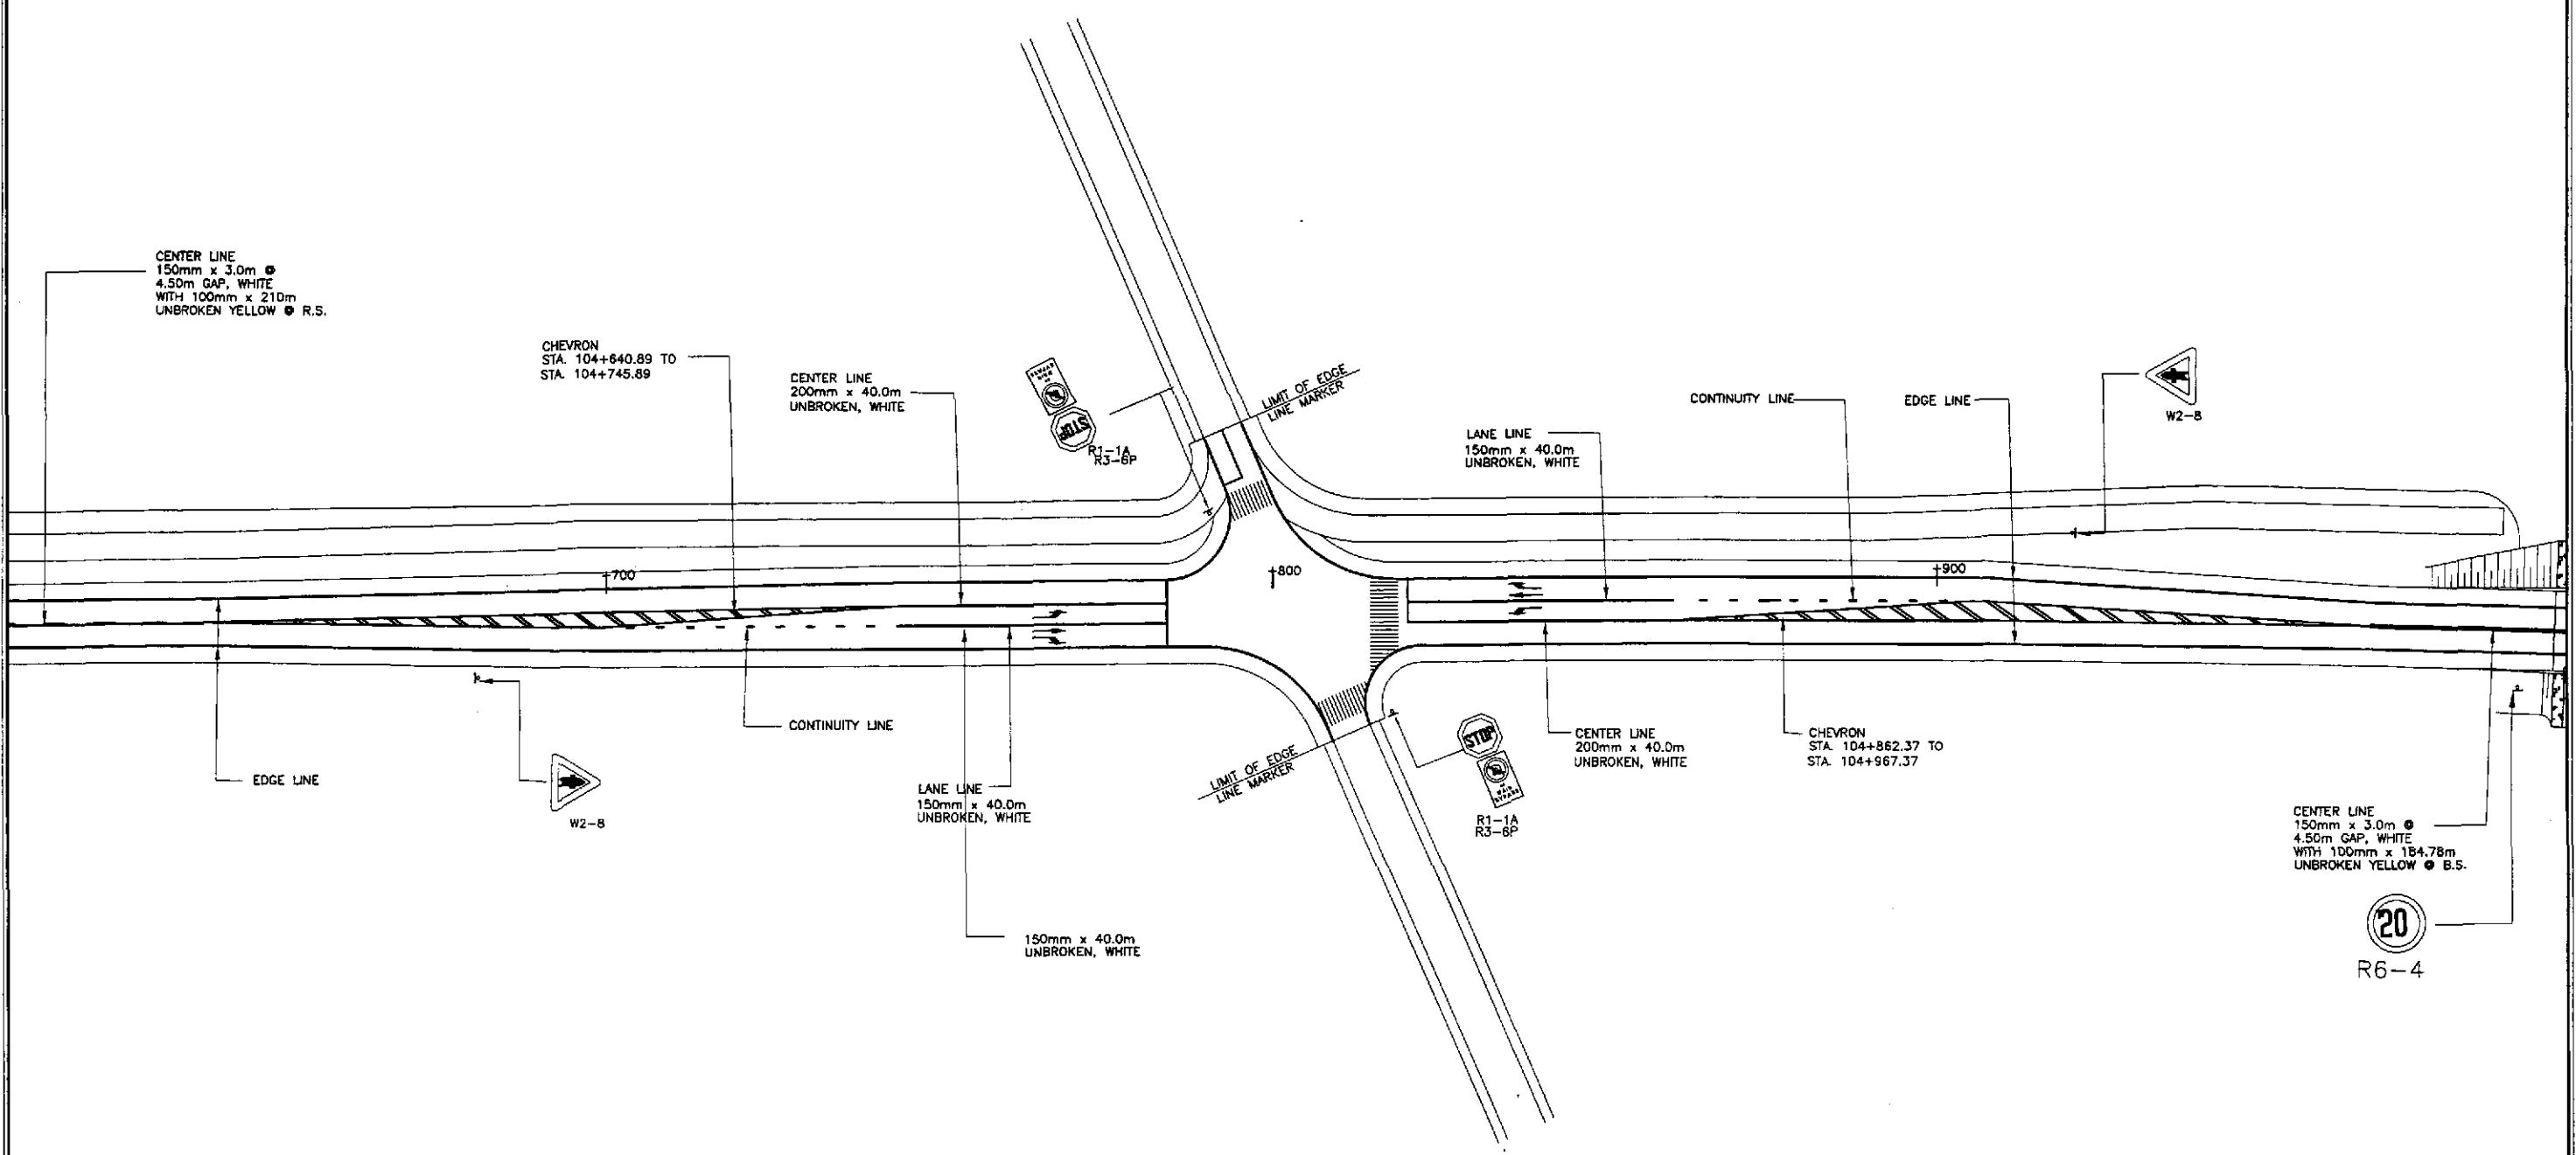 CENTER LINE
150mm x 3.0m @
4.50m GAP, WHITE
WITH 100mm x 210m
UNBROKEN YELLOW @ R.S.
CHEVRON
STA. 104+640.89 TO
STA. 104+745.89
CENTER LINE
200mm x 40.0m
UNBROKEN, WHITE
STOP
R1-1A
R3-6P
LIMIT OF EDGE
LINE MARKER
LANE LINE
150mm x 40.0m
UNBROKEN, WHITE
CONTINUITY LINE
EDGE LINE
W2-8
+700
+800
+900
EDGE LINE
W2-8
CONTINUITY LINE
LANE LINE
150mm x 40.0m
UNBROKEN, WHITE
150mm x 40.0m
UNBROKEN, WHITE
LIMIT OF EDGE
LINE MARKER
STOP
R1-1A
R3-6P
CENTER LINE
200mm x 40.0m
UNBROKEN, WHITE
CHEVRON
STA. 104+862.37 TO
STA. 104+967.37
CENTER LINE
150mm x 3.0m @
4.50m GAP, WHITE
WITH 100mm x 184.78m
UNBROKEN YELLOW @ B.S.
20
R6-4